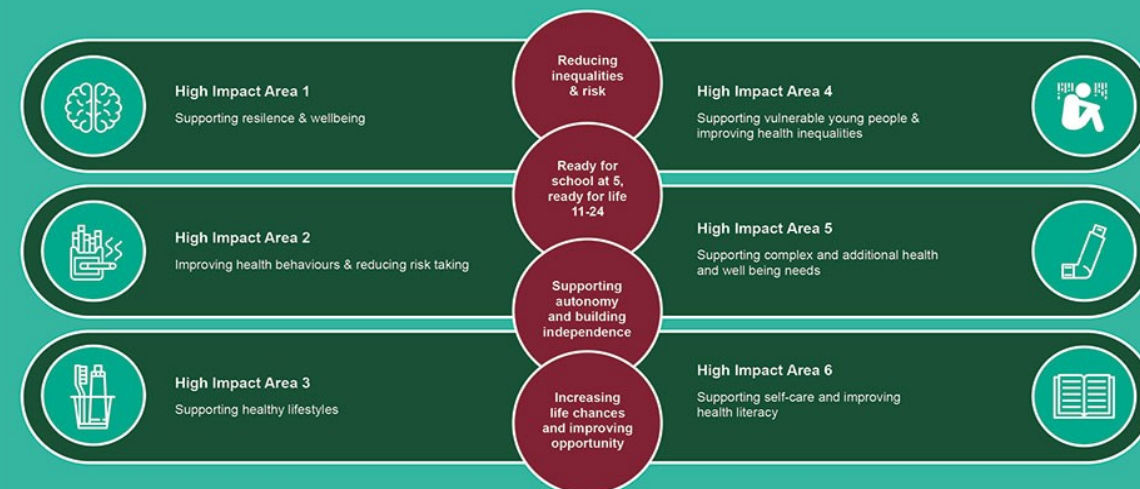 High Impact Area 1
Supporting resilence & wellbeing
High Impact Area 2
Improving health behaviours & reducing risk taking
High Impact Area 3
Supporting healthy lifestyles
Reducing
inequalities
& risk
Ready for
school at 5,
ready for life
11-24
Supporting
autonomy
and building
independence
Increasing
life chances
and improving
opportunity
High Impact Area 4
Supporting vulnerable young people &
improving health inequalities
High Impact Area 5
Supporting complex and additional health
and well being needs
High Impact Area 6
Supporting self-care and improving
health literacy